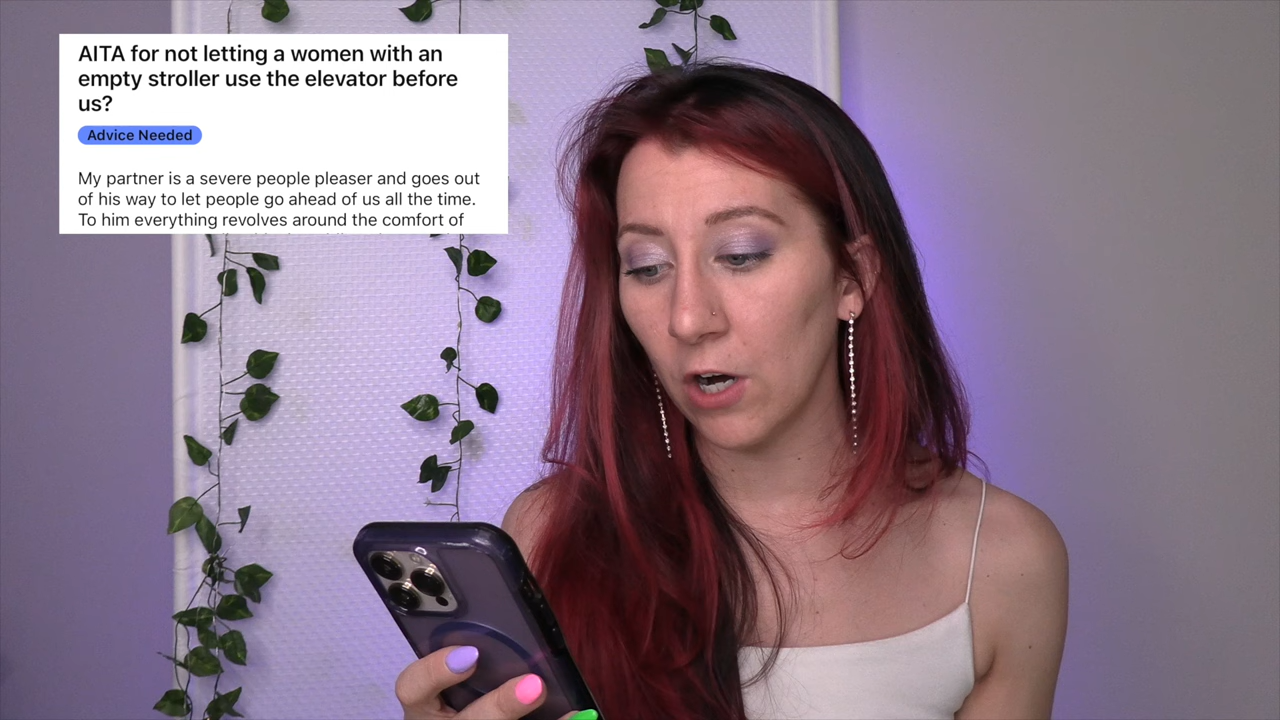 AITA for not letting a women with an
empty stroller use the elevator before
us?
Advice Needed
My partner is a severe people pleaser and goes out
of his way to let people go ahead of us all the time.
To him everything revolves around the comfort of